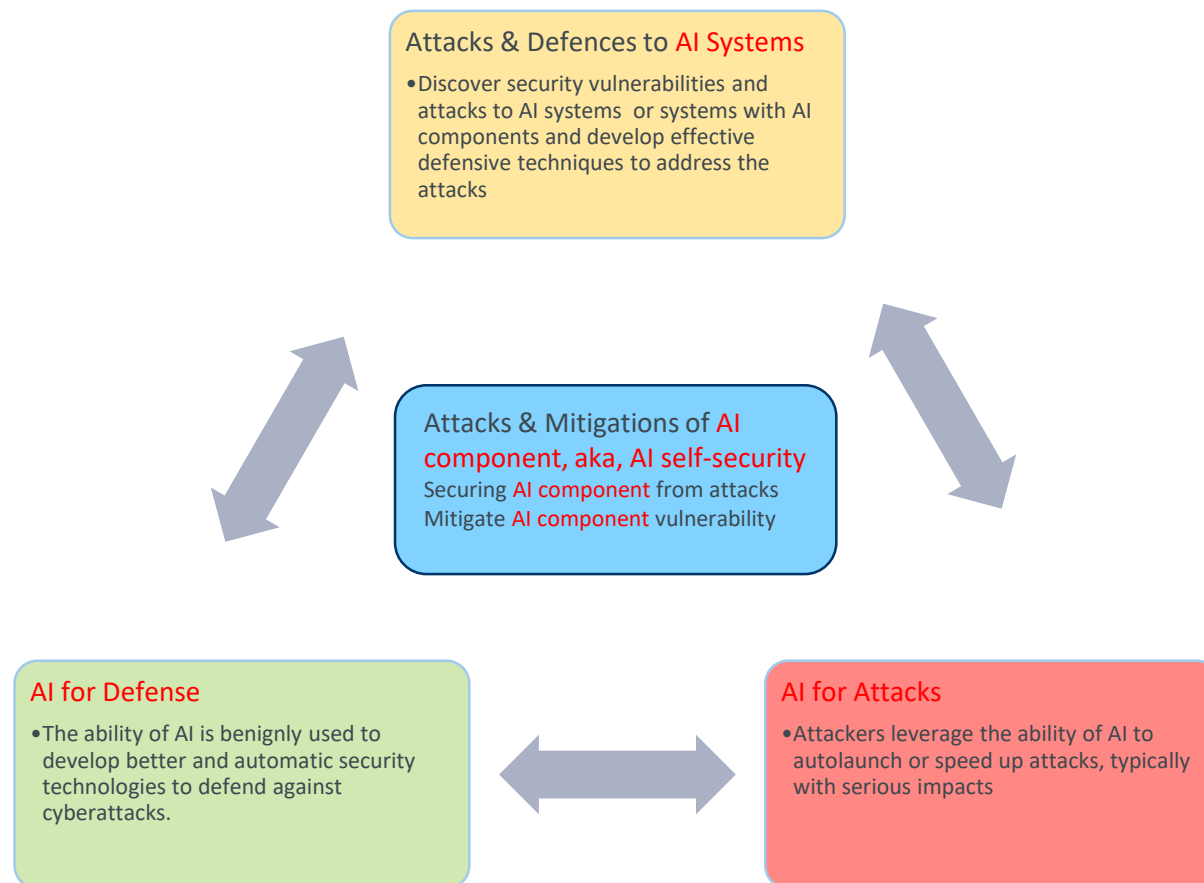 Attacks & Defences to AI Systems
•Discover security vulnerabilities and
attacks to AI systems or systems with AI
components and develop effective
defensive techniques to address the
attacks
Attacks & Mitigations of AI
component, aka, AI self-security
Securing AI component from attacks
Mitigate AI component vulnerability
AI for Defense
•The ability of AI is benignly used to
develop better and automatic security
technologies to defend against
cyberattacks.
AI for Attacks
•Attackers leverage the ability of AI to
autolaunch or speed up attacks, typically
with serious impacts